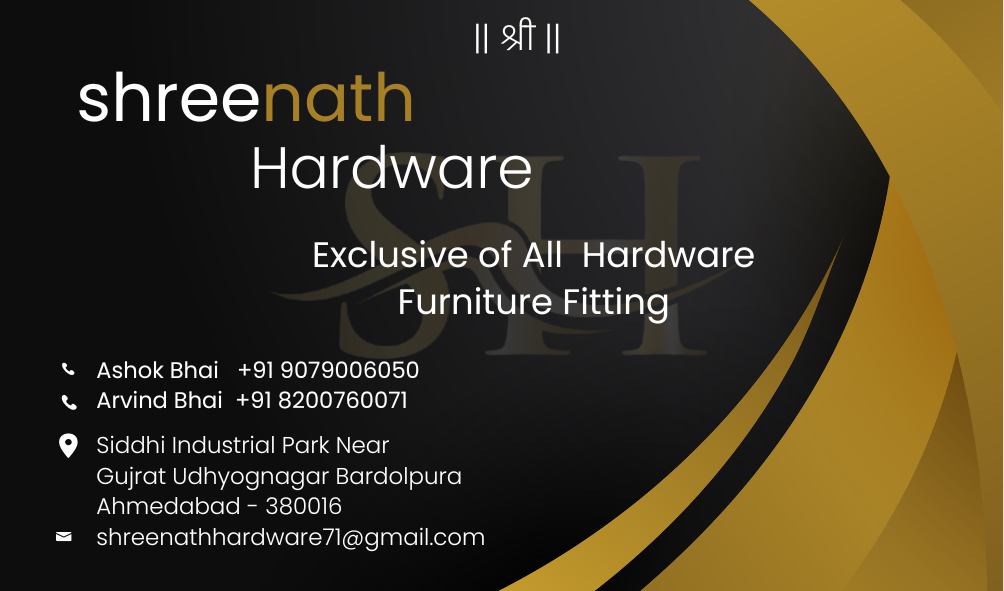 || श्री ||
shreenath
Hardware
SH
Exclusive of All Hardware
Furniture Fitting
Ashok Bhai +91 9079006050
Arvind Bhai +91 8200760071
Siddhi Industrial Park Near
Gujrat Udhyognagar Bardolpura
Ahmedabad - 380016
shreenathhardware71@gmail.com